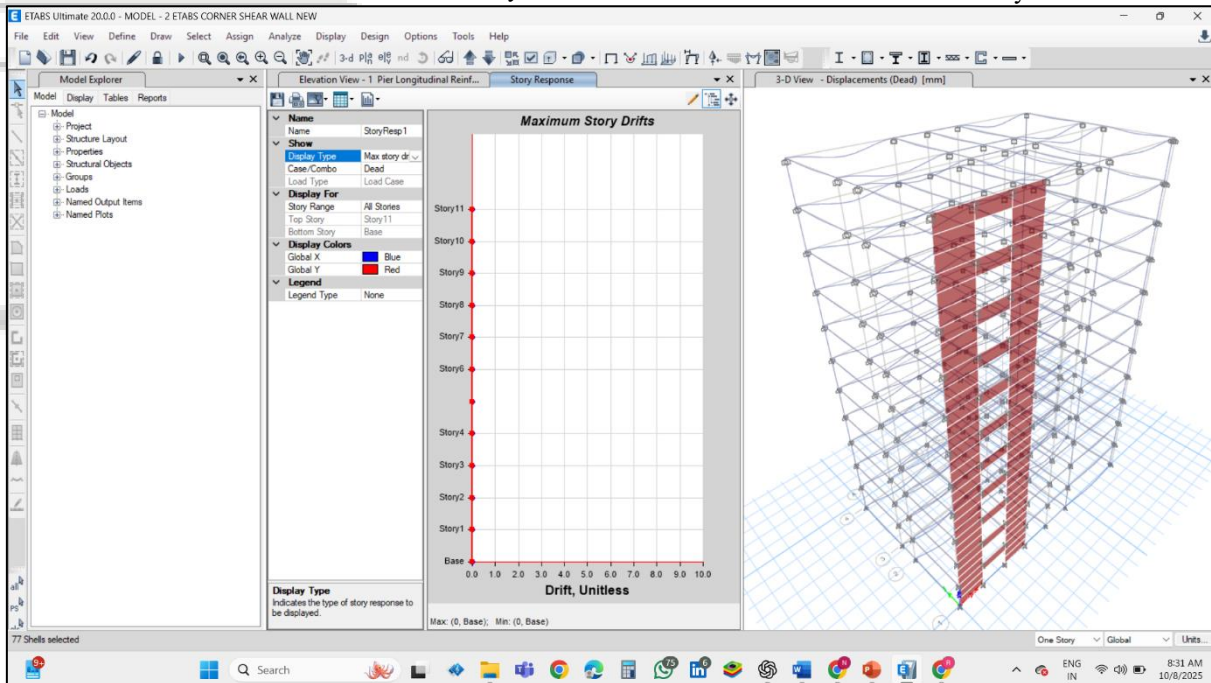 ETABS Ultimate 20.0.0 - MODEL - 2 ETABS CORNER SHEAR WALL NEW
File Edit View Define Draw Select Assign Analyze Display Design Options Tools Help
3-d
nd
Model Explorer
Elevation View - 1 Pier Longitudinal Reinf...
Story Response
3-D View - Displacements (Dead) [mm]
Model Display Tables Reports
Model
Project
Structure Layout
Properties
Structural Objects
Groups
Loads
Named Output Items
Named Plots
Name
Name StoryResp1
Show
Display Type Max story dr
Case/Combo Dead
Load Type Load Case
Display For
Story Range All Stories
Top Story Story11
Bottom Story Base
Display Colors
Global X Blue
Global Y Red
Legend
Legend Type None
Display Type
Indicates the type of story response to be displayed.
Maximum Story Drifts
Story11
Story10
Story9
Story8
Story7
Story6
Story4
Story3
Story2
Story1
Base
0.0 1.0 2.0 3.0 4.0 5.0 6.0 7.0 8.0 9.0 10.0
Drift, Unitless
Max: (0, Base); Min: (0, Base)
all
PS
77 Shells selected
One Story Global Units...
Search
ENG
IN
8:31 AM
10/8/2025